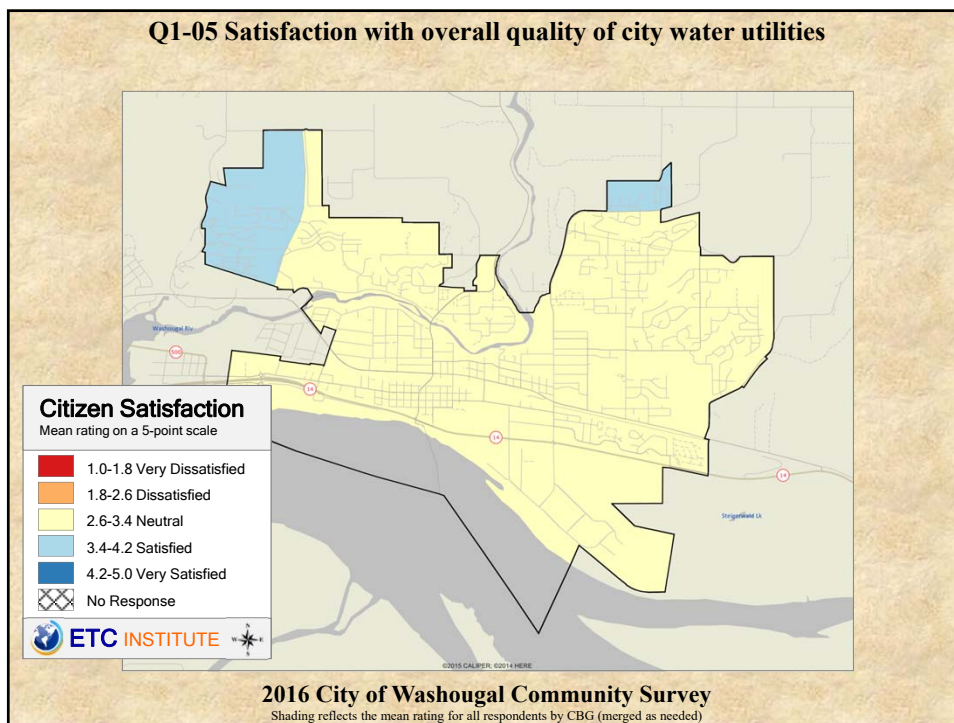 Q1-05 Satisfaction with overall quality of city water utilities
Washougal Riv
500
14
14
14
Steigerwald Lk
Citizen Satisfaction
Mean rating on a 5-point scale
1.0-1.8 Very Dissatisfied
1.8-2.6 Dissatisfied
2.6-3.4 Neutral
3.4-4.2 Satisfied
4.2-5.0 Very Satisfied
No Response
ETC INSTITUTE
N
W E
S
©2015 CALIPER; ©2014 HERE
2016 City of Washougal Community Survey
Shading reflects the mean rating for all respondents by CBG (merged as needed)